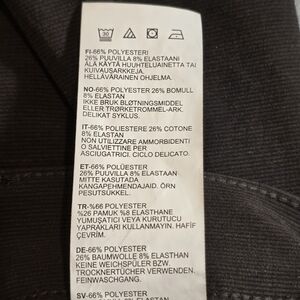 30
FI-66% POLYESTERI
26% PUUVILLA 8% ELASTAANI
ÄLÄ KÄYTÄ HUUHTELUAINETTA TAI
KUIVAUSARKKEJA.
HELLÄVARAINEN OHJELMA.
NO-66% POLYESTER 26% BOMULL
8% ELASTAN
IKKE BRUK BLØTNINGSMIDDEL
ELLER TRØRKETROMMEL-ARK.
DELIKAT SYKLUS.
IT-66% POLIESTERE 26% COTONE
8% ELASTAN
NON UTILIZZARE AMMORBIDENTI
O SALVIETTINE PER
ASCIUGATRICI. CICLO DELICATO.
ET-66% POLÜESTER
26% PUUVILLA 8% ELASTAAN
MITTE KASUTADA
KANGAPEHMENDAJAID. ÕRN
PESUTSÜKKEL.
TR-%66 POLYESTER
%26 PAMUK %8 ELASTHANE
YUMUŞATICI VEYA KURUTUCU
YAPRAKLARI KULLANMAYIN. HAFİF
ÇEVRİM.
DE-66% POLYESTER
26% BAUMWOLLE 8% ELASTHAN
KEINE WEICHSPÜLER BZW.
TROCKNERTÜCHER VERWENDEN,
FEINWASCHGANG.
SV-66% POLYESTER